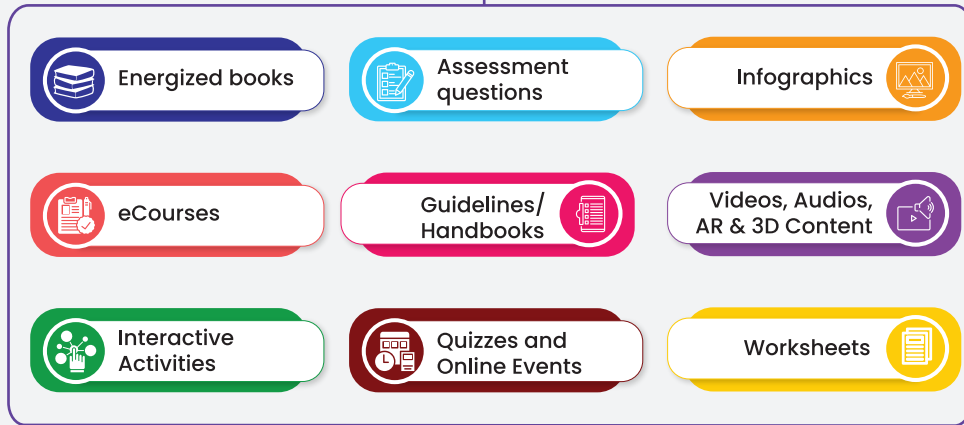 Energized books
Assessment
questions
Infographics
eCourses
Guidelines/
Handbooks
Videos, Audios,
AR & 3D Content
Interactive
Activities
Quizzes and
Online Events
Worksheets